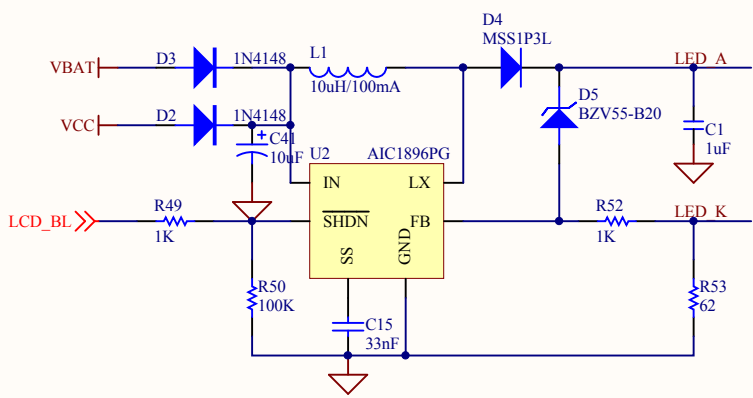 D4
MSS1P3L
VBAT
D3
1N4148
L1
10uH/100mA
LED_A
D5
BZV55-B20
VCC
D2
1N4148
+
C41
10uF
C1
1uF
U2
AIC1896PG
IN
LX
LCD_BL
R49
1K
SHDN
FB
R52
1K
LED_K
SS
GND
R50
100K
R53
62
C15
33nF